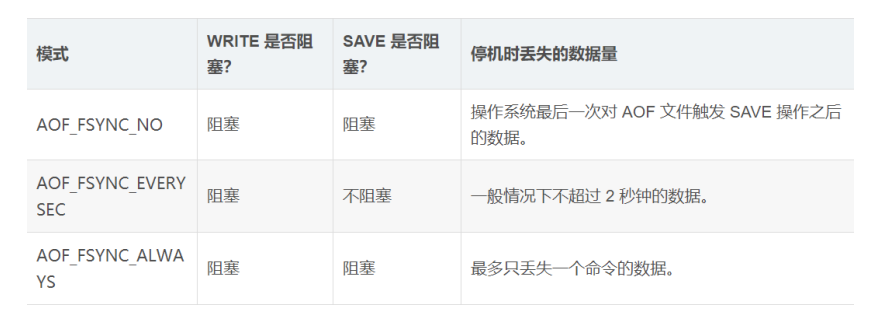 模式
WRITE 是否阻
塞？
SAVE 是否阻
塞？
停机时丢失的数据量
AOF_FSYNC_NO
阻塞
阻塞
操作系统最后一次对 AOF 文件触发 SAVE 操作之后
的数据。
AOF_FSYNC_EVERY
SEC
阻塞
不阻塞
一般情况下不超过 2 秒钟的数据。
AOF_FSYNC_ALWA
YS
阻塞
阻塞
最多只丢失一个命令的数据。